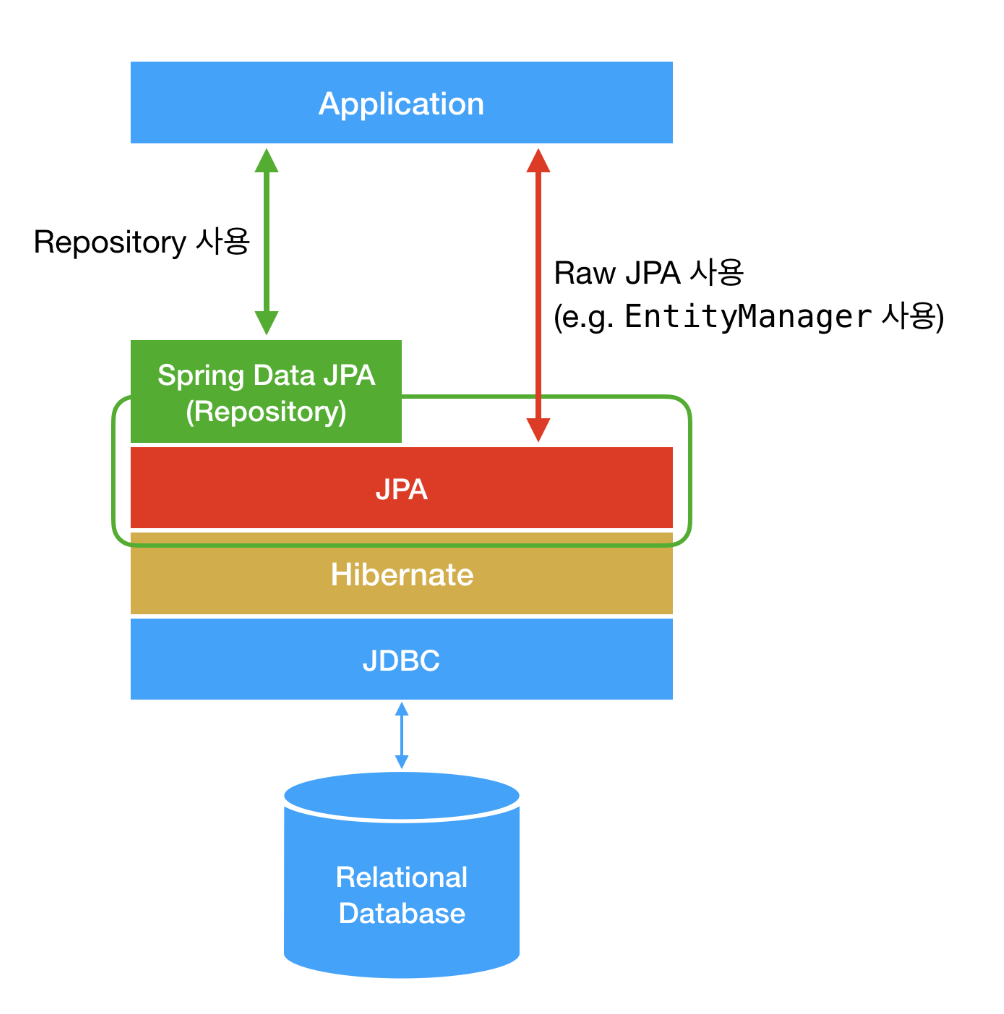 Application
Repository 사용
Raw JPA 사용
(e.g. EntityManager 사용)
Spring Data JPA
(Repository)
JPA
Hibernate
JDBC
Relational
Database